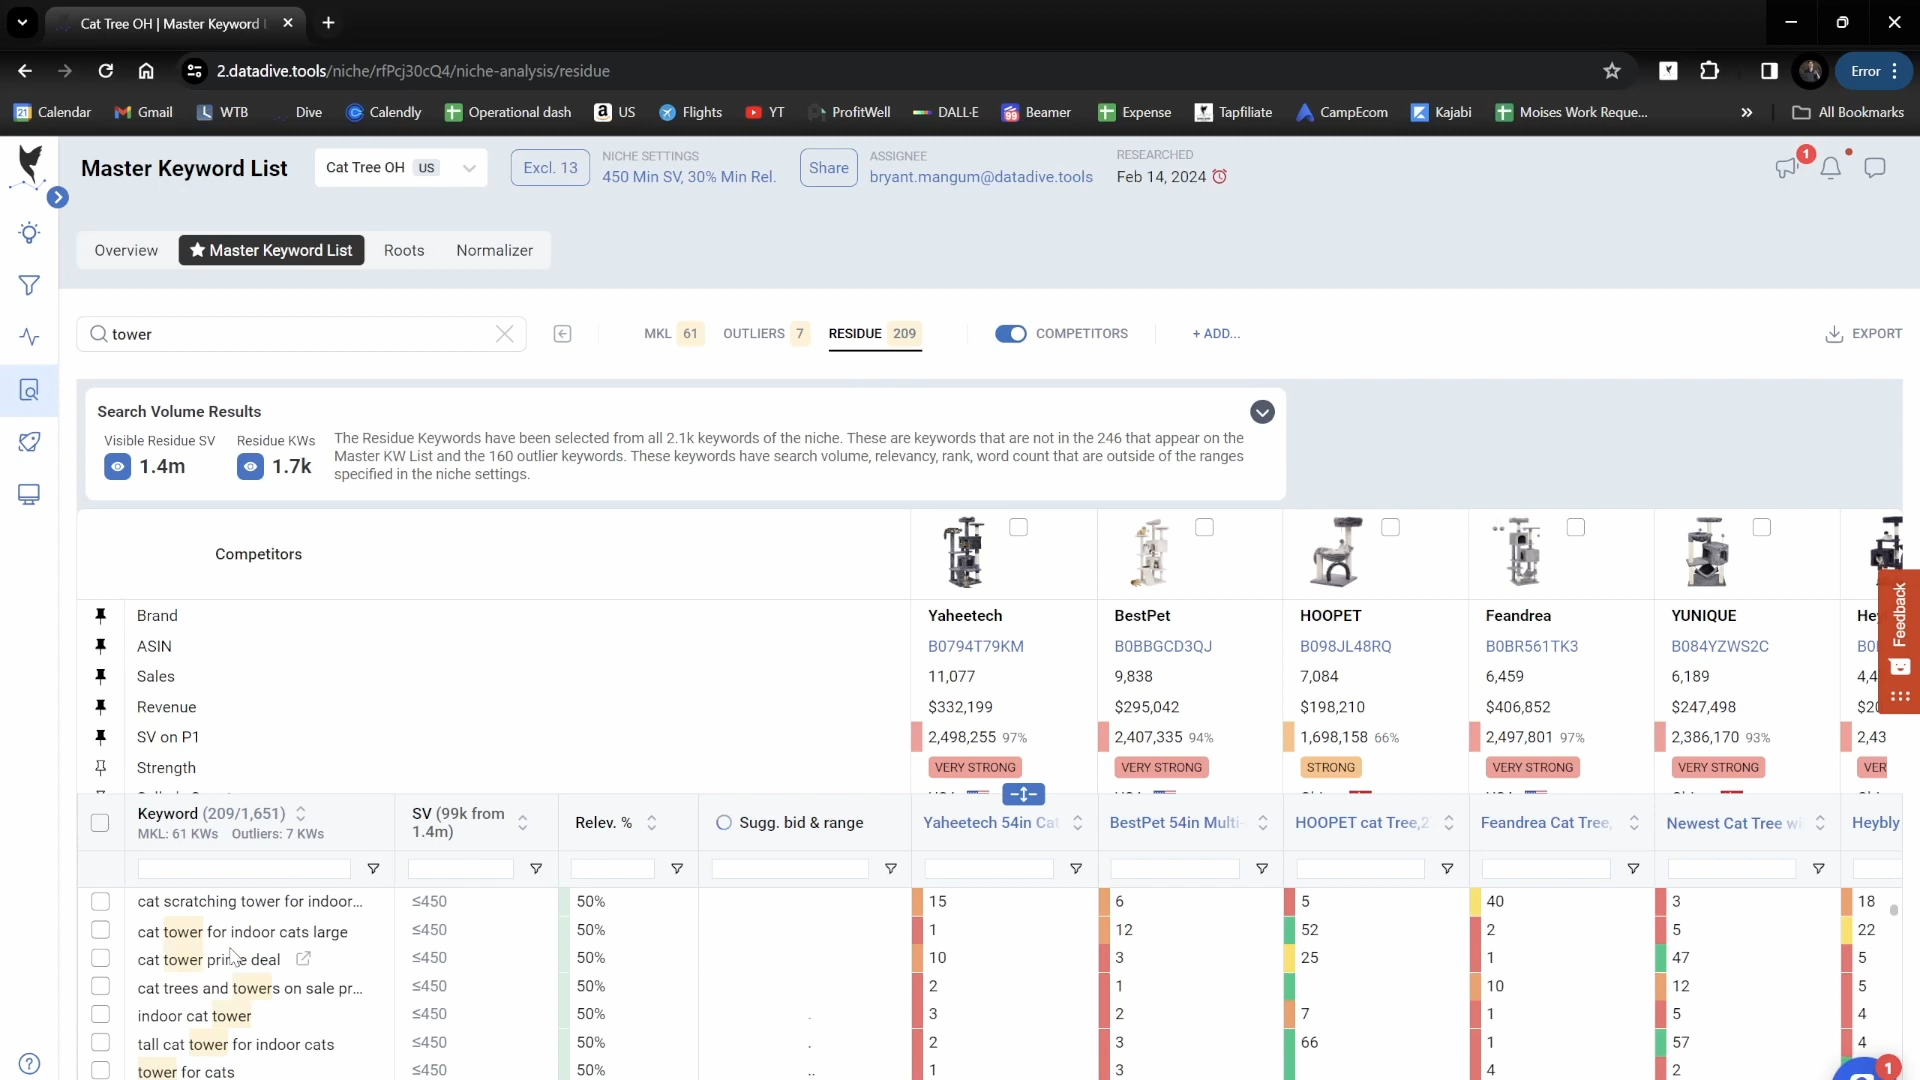 Cat Tree OH | Master Keyword
2.datadive.tools/niche/rfPcj30cQ4/niche-analysis/residue
Error
Calendar
Gmail
WTB
Dive
Calendly
Operational dash
US
Flights
YT
ProfitWell
DALL-E
Beamer
Expense
Tapfiliate
CampEcom
Kajabi
Moises Work Reque...
»
All Bookmarks
Master Keyword List
Cat Tree OH US
Excl. 13
NICHE SETTINGS
450 Min SV, 30% Min Rel.
Share
ASSIGNEE
bryant.mangum@datadive.tools
RESEARCHED
Feb 14, 2024
1
Overview
Master Keyword List
Roots
Normalizer
tower
MKL 61
OUTLIERS 7
RESIDUE 209
COMPETITORS
+ ADD...
EXPORT
Search Volume Results
Visible Residue SV
1.4m
Residue KWs
1.7k
The Residue Keywords have been selected from all 2.1k keywords of the niche. These are keywords that are not in the 246 that appear on the
Master KW List and the 160 outlier keywords. These keywords have search volume, relevancy, rank, word count that are outside of the ranges
specified in the niche settings.
Competitors
Brand Yaheetech BestPet HOOPET Feandrea YUNIQUE
ASIN B0794T79KM B0BBGCD3QJ B098JL48RQ B0BR561TK3 B084YZWS2C
Sales 11,077 9,838 7,084 6,459 6,189
Revenue $332,199 $295,042 $198,210 $406,852 $247,498
SV on P1 2,498,255 97% 2,407,335 94% 1,698,158 66% 2,497,801 97% 2,386,170 93% 2,43
Strength VERY STRONG VERY STRONG STRONG VERY STRONG VERY STRONG VER
Feedback
Keyword (209/1,651)
MKL: 61 KWs Outliers: 7 KWs
SV (99k from
1.4m)
Relev. %
Sugg. bid & range
Yaheetech 54in Cat
BestPet 54in Multi-
HOOPET cat Tree,2
Feandrea Cat Tree,
Newest Cat Tree wi
Heybly
cat scratching tower for indoor... ≤450 50% 15 6 5 40 3 18
cat tower for indoor cats large ≤450 50% 1 12 52 2 5 22
cat tower prime deal ≤450 50% 10 3 25 1 47 5
cat trees and towers on sale pr... ≤450 50% 2 1 10 12 5
indoor cat tower ≤450 50% 3 2 7 1 5 4
tall cat tower for indoor cats ≤450 50% 2 3 66 1 57 4
tower for cats ≤450 50% 1 3 4 2
1